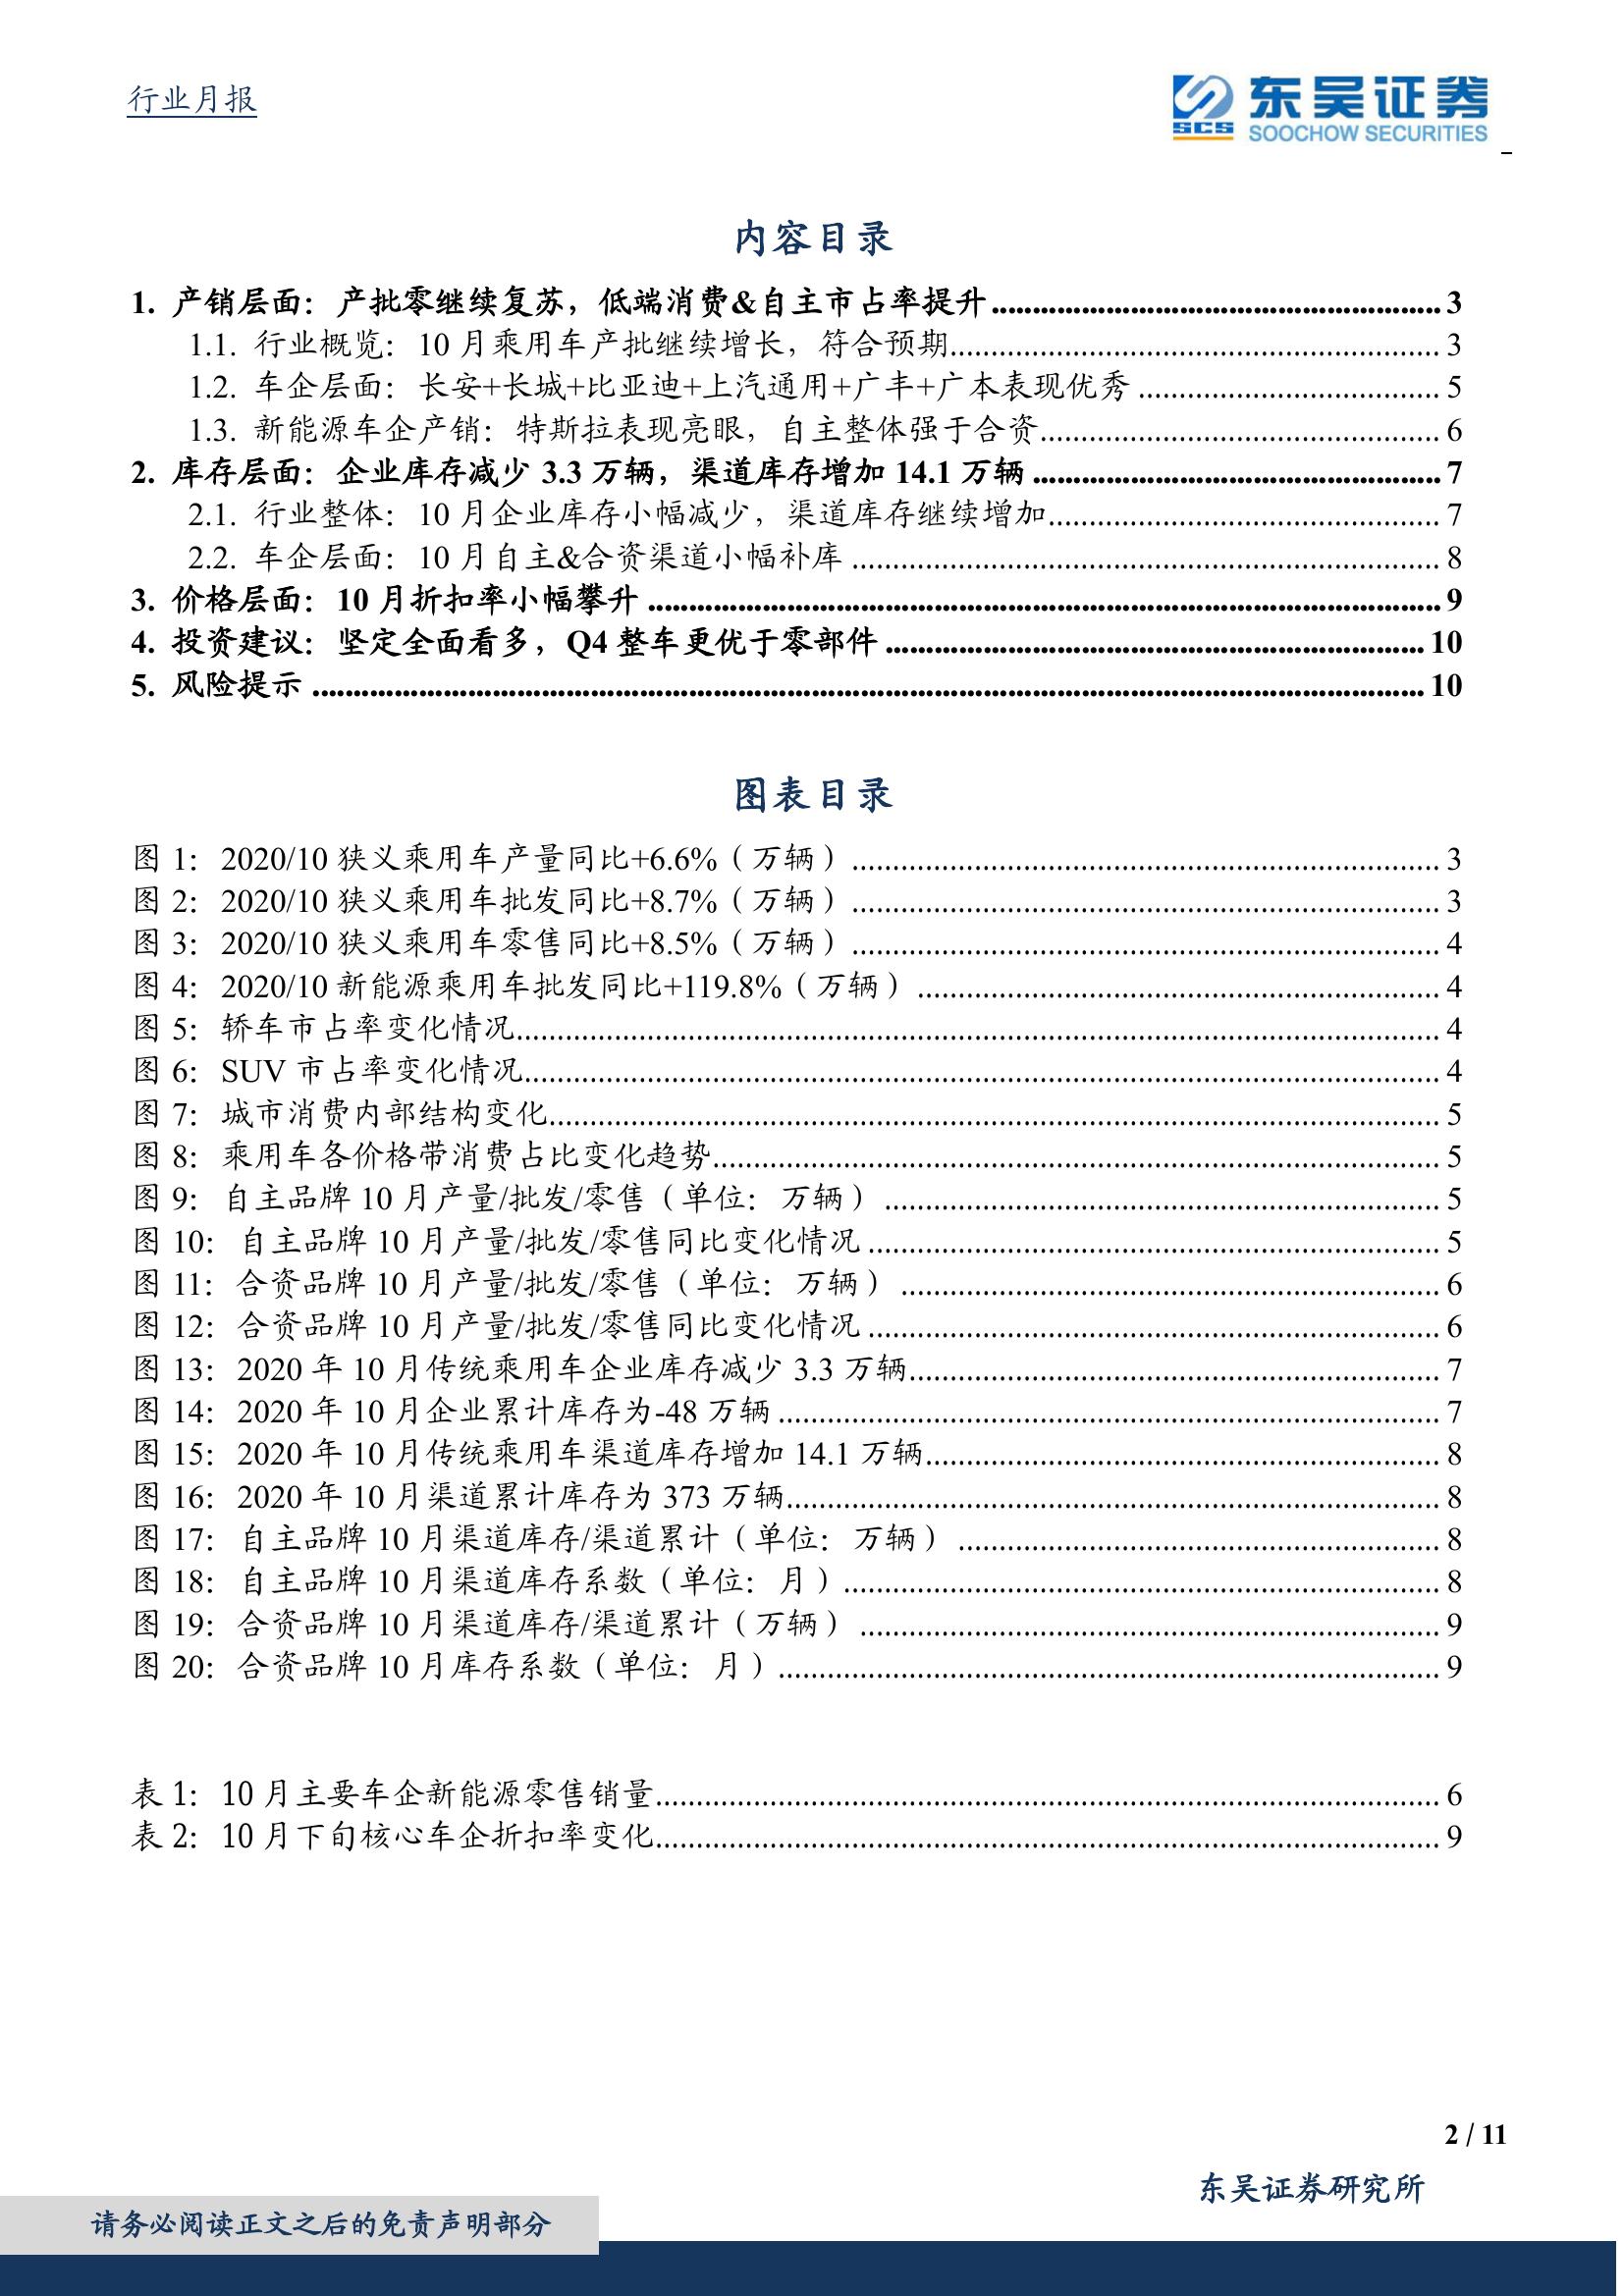 行业月报
SCS
东吴证券
SOOCHOW SECURITIES
内容目录
1. 产销层面：产批零继续复苏，低端消费&自主市占率提升 3
1.1. 行业概览：10 月乘用车产批继续增长，符合预期 3
1.2. 车企层面：长安+长城+比亚迪+上汽通用+广丰+广本表现优秀 5
1.3. 新能源车企产销：特斯拉表现亮眼，自主整体强于合资 6
2. 库存层面：企业库存减少 3.3 万辆，渠道库存增加 14.1 万辆 7
2.1. 行业整体：10 月企业库存小幅减少，渠道库存继续增加 7
2.2. 车企层面：10 月自主&合资渠道小幅补库 8
3. 价格层面：10 月折扣率小幅攀升 9
4. 投资建议：坚定全面看多，Q4 整车更优于零部件 10
5. 风险提示 10
图表目录
图 1：2020/10 狭义乘用车产量同比+6.6%（万辆） 3
图 2：2020/10 狭义乘用车批发同比+8.7%（万辆） 3
图 3：2020/10 狭义乘用车零售同比+8.5%（万辆） 4
图 4：2020/10 新能源乘用车批发同比+119.8%（万辆） 4
图 5：轿车市占率变化情况 4
图 6：SUV 市占率变化情况 4
图 7：城市消费内部结构变化 5
图 8：乘用车各价格带消费占比变化趋势 5
图 9：自主品牌 10 月产量/批发/零售（单位：万辆） 5
图 10：自主品牌 10 月产量/批发/零售同比变化情况 5
图 11：合资品牌 10 月产量/批发/零售（单位：万辆） 6
图 12：合资品牌 10 月产量/批发/零售同比变化情况 6
图 13：2020 年 10 月传统乘用车企业库存减少 3.3 万辆 7
图 14：2020 年 10 月企业累计库存为-48 万辆 7
图 15：2020 年 10 月传统乘用车渠道库存增加 14.1 万辆 8
图 16：2020 年 10 月渠道累计库存为 373 万辆 8
图 17：自主品牌 10 月渠道库存/渠道累计（单位：万辆） 8
图 18：自主品牌 10 月渠道库存系数（单位：月） 8
图 19：合资品牌 10 月渠道库存/渠道累计（万辆） 9
图 20：合资品牌 10 月库存系数（单位：月） 9
表 1：10 月主要车企新能源零售销量 6
表 2：10 月下旬核心车企折扣率变化 9
2 / 11
东吴证券研究所
请务必阅读正文之后的免责声明部分